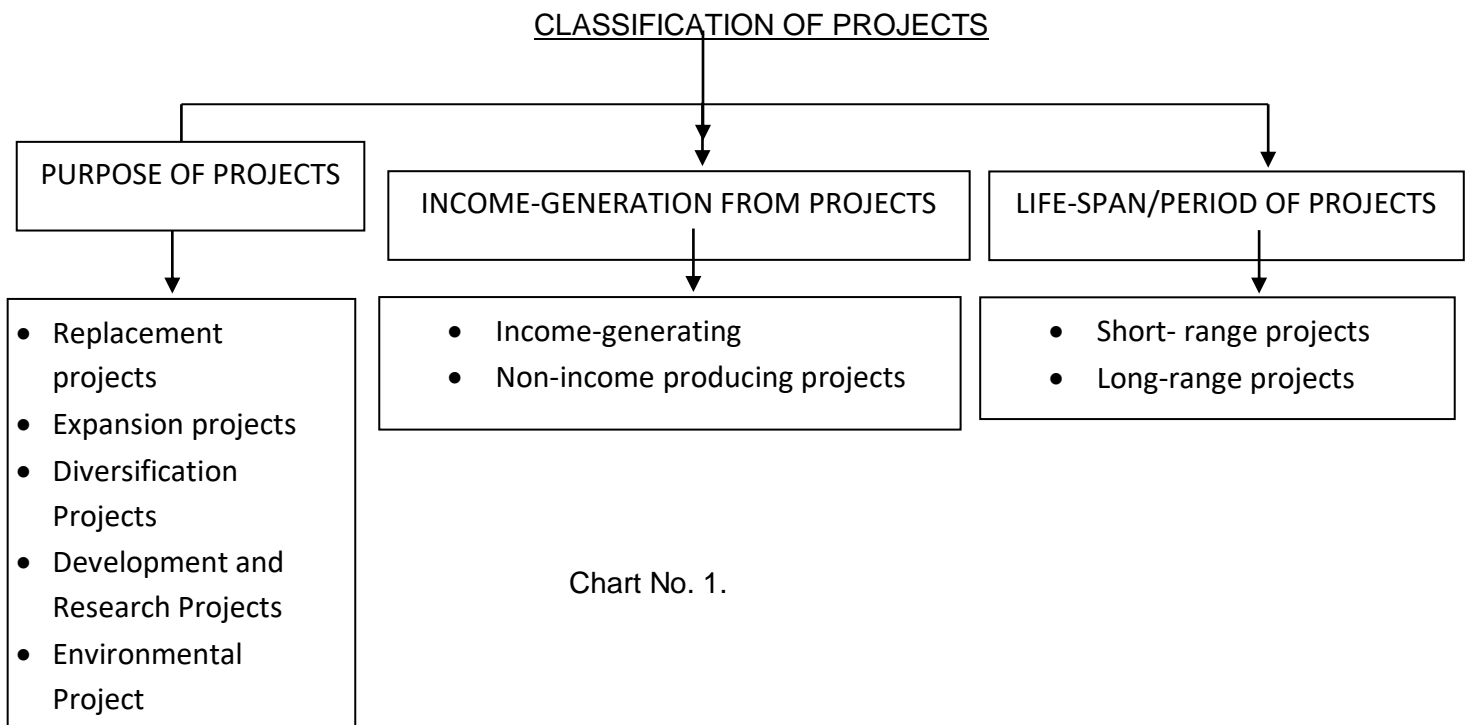 CLASSIFICATION OF PROJECTS
PURPOSE OF PROJECTS
INCOME-GENERATION FROM PROJECTS
LIFE-SPAN/PERIOD OF PROJECTS
• Replacement
projects
• Expansion projects
• Diversification
Projects
• Development and
Research Projects
• Environmental
Project
• Income-generating
• Non-income producing projects
• Short- range projects
• Long-range projects
Chart No. 1.